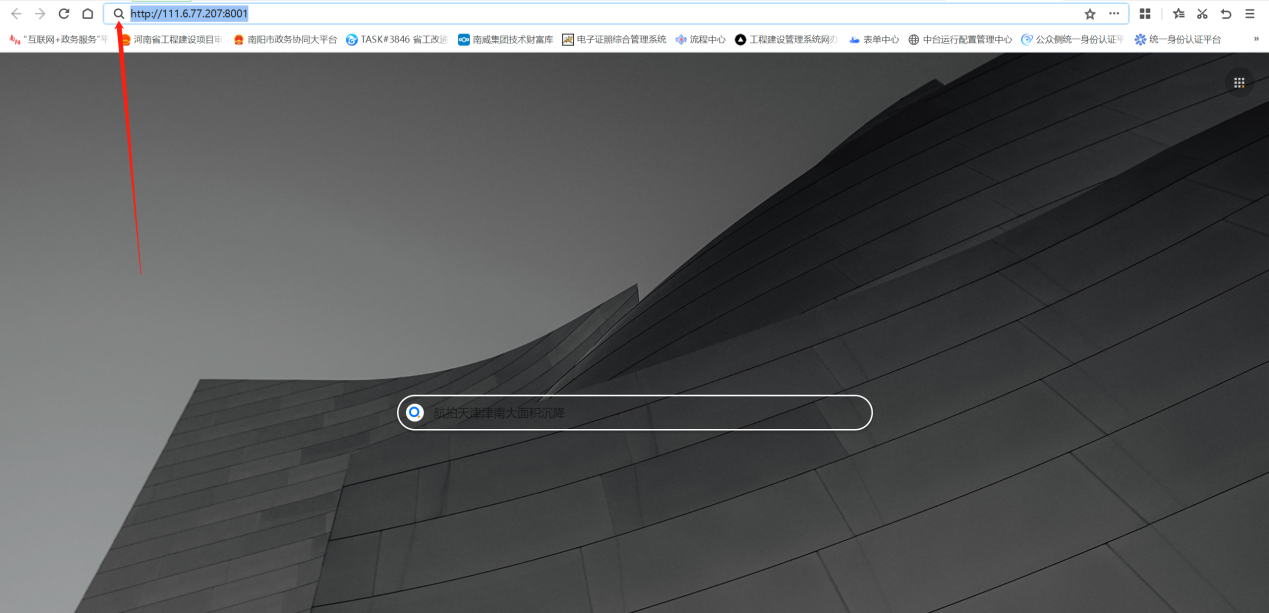 http://111.6.77.207:8001
"互联网+政务服务"平 河南省工程建设项目审 南阳市政务协同大平台 TASK#3846 省工改运 南威集团技术财富库 电子证照综合管理系统 流程中心 工程建设管理系统网办 表单中心 中台运行配置管理中心 公众侧统一身份认证平 统一身份认证平台 »
航拍天津津南大面积沉降